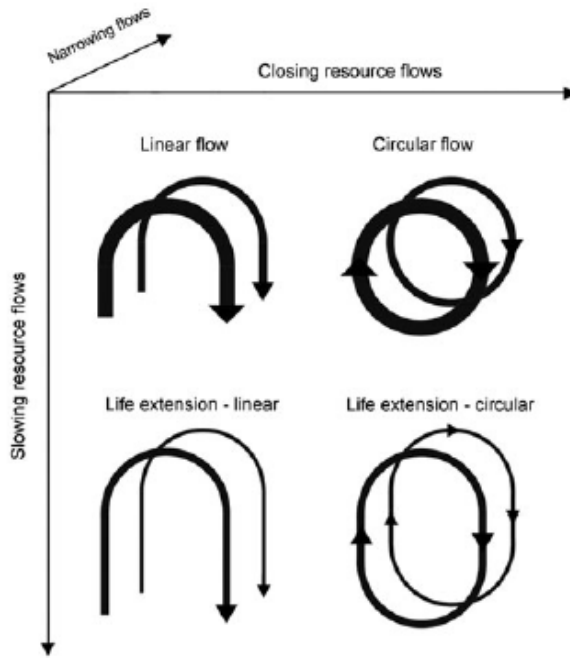 Narrowing flows
Closing resource flows
Linear flow
Circular flow
Slowing resource flows
Life extension - linear
Life extension - circular